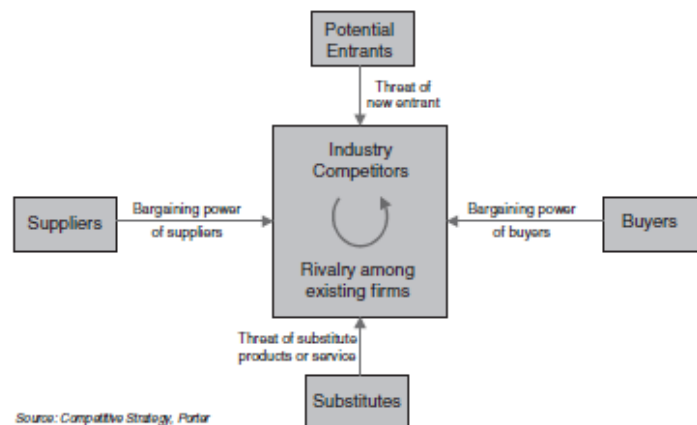 Potential
Entrants
Threat of
new entrant
Industry
Competitors
Suppliers
Bargaining power
of suppliers
Bargaining power
of buyers
Buyers
Rivalry among
existing firms
Threat of substitute
products or service
Substitutes
Source: Competitive Strategy, Porter